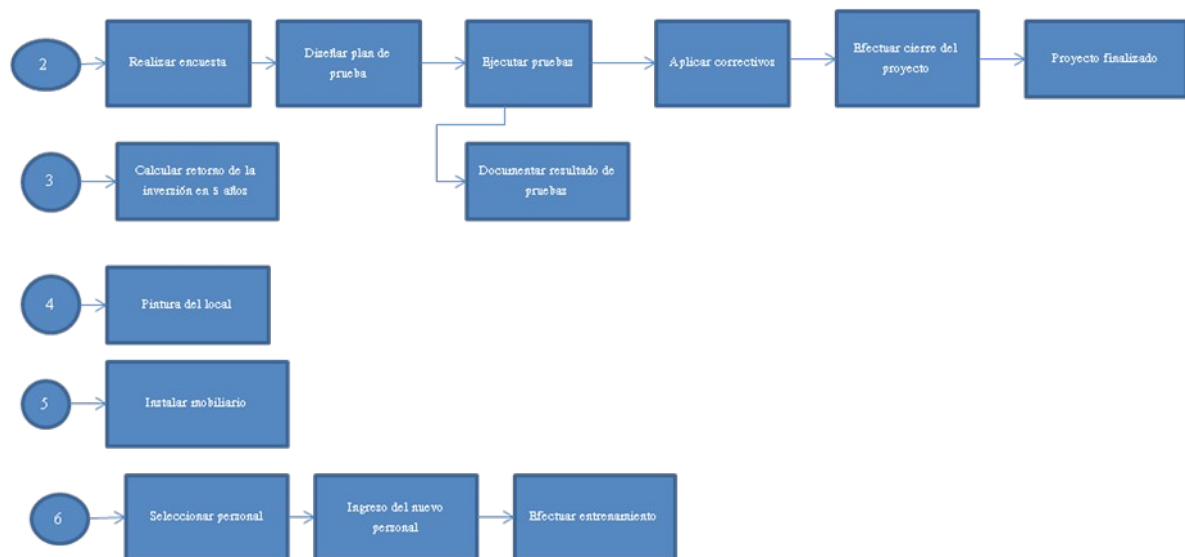 2
Realizar encuesta
Diseñar plan de
prueba
Ejecutar pruebas
Aplicar correctivos
Efectuar cierre del
proyecto
Proyecto finalizado
3
Calcular retorno de la
inversión en 5 años
Documentar resultado de
pruebas
4
Pintura del local
5
Instalar mobiliario
6
Seleccionar personal
Ingreso del nuevo
personal
Efectuar entrenamiento